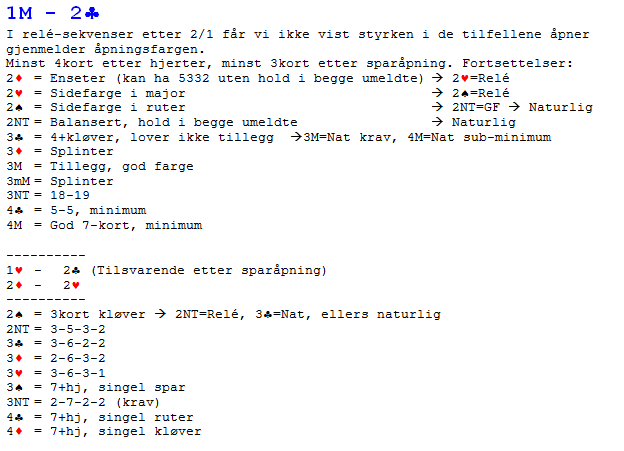 1M - 2♣
I relé-sekvenser etter 2/1 får vi ikke vist styrken i de tilfellene åpner
gjenmelder åpningsfargen.
Minst 4kort etter hjerter, minst 3kort etter sparåpning. Fortsettelser:
2♦ = Enseter (kan ha 5332 uten hold i begge umeldte) → 2♥=Relé
2♥ = Sidefarge i major → 2♠=Relé
2♠ = Sidefarge i ruter → 2NT=GF → Naturlig
2NT = Balansert, hold i begge umeldte → Naturlig
3♣ = 4+kløver, lover ikke tillegg →3M=Nat krav, 4M=Nat sub-minimum
3♦ = Splinter
3M = Tillegg, god farge
3mM = Splinter
3NT = 18-19
4♣ = 5-5, minimum
4M = God 7-kort, minimum
----------
1♥ - 2♣ (Tilsvarende etter sparåpning)
2♦ - 2♥
----------
2♠ = 3kort kløver → 2NT=Relé, 3♣=Nat, ellers naturlig
2NT = 3-5-3-2
3♣ = 3-6-2-2
3♦ = 2-6-3-2
3♥ = 3-6-3-1
3♠ = 7+hj, singel spar
3NT = 2-7-2-2 (krav)
4♣ = 7+hj, singel ruter
4♦ = 7+hj, singel kløver